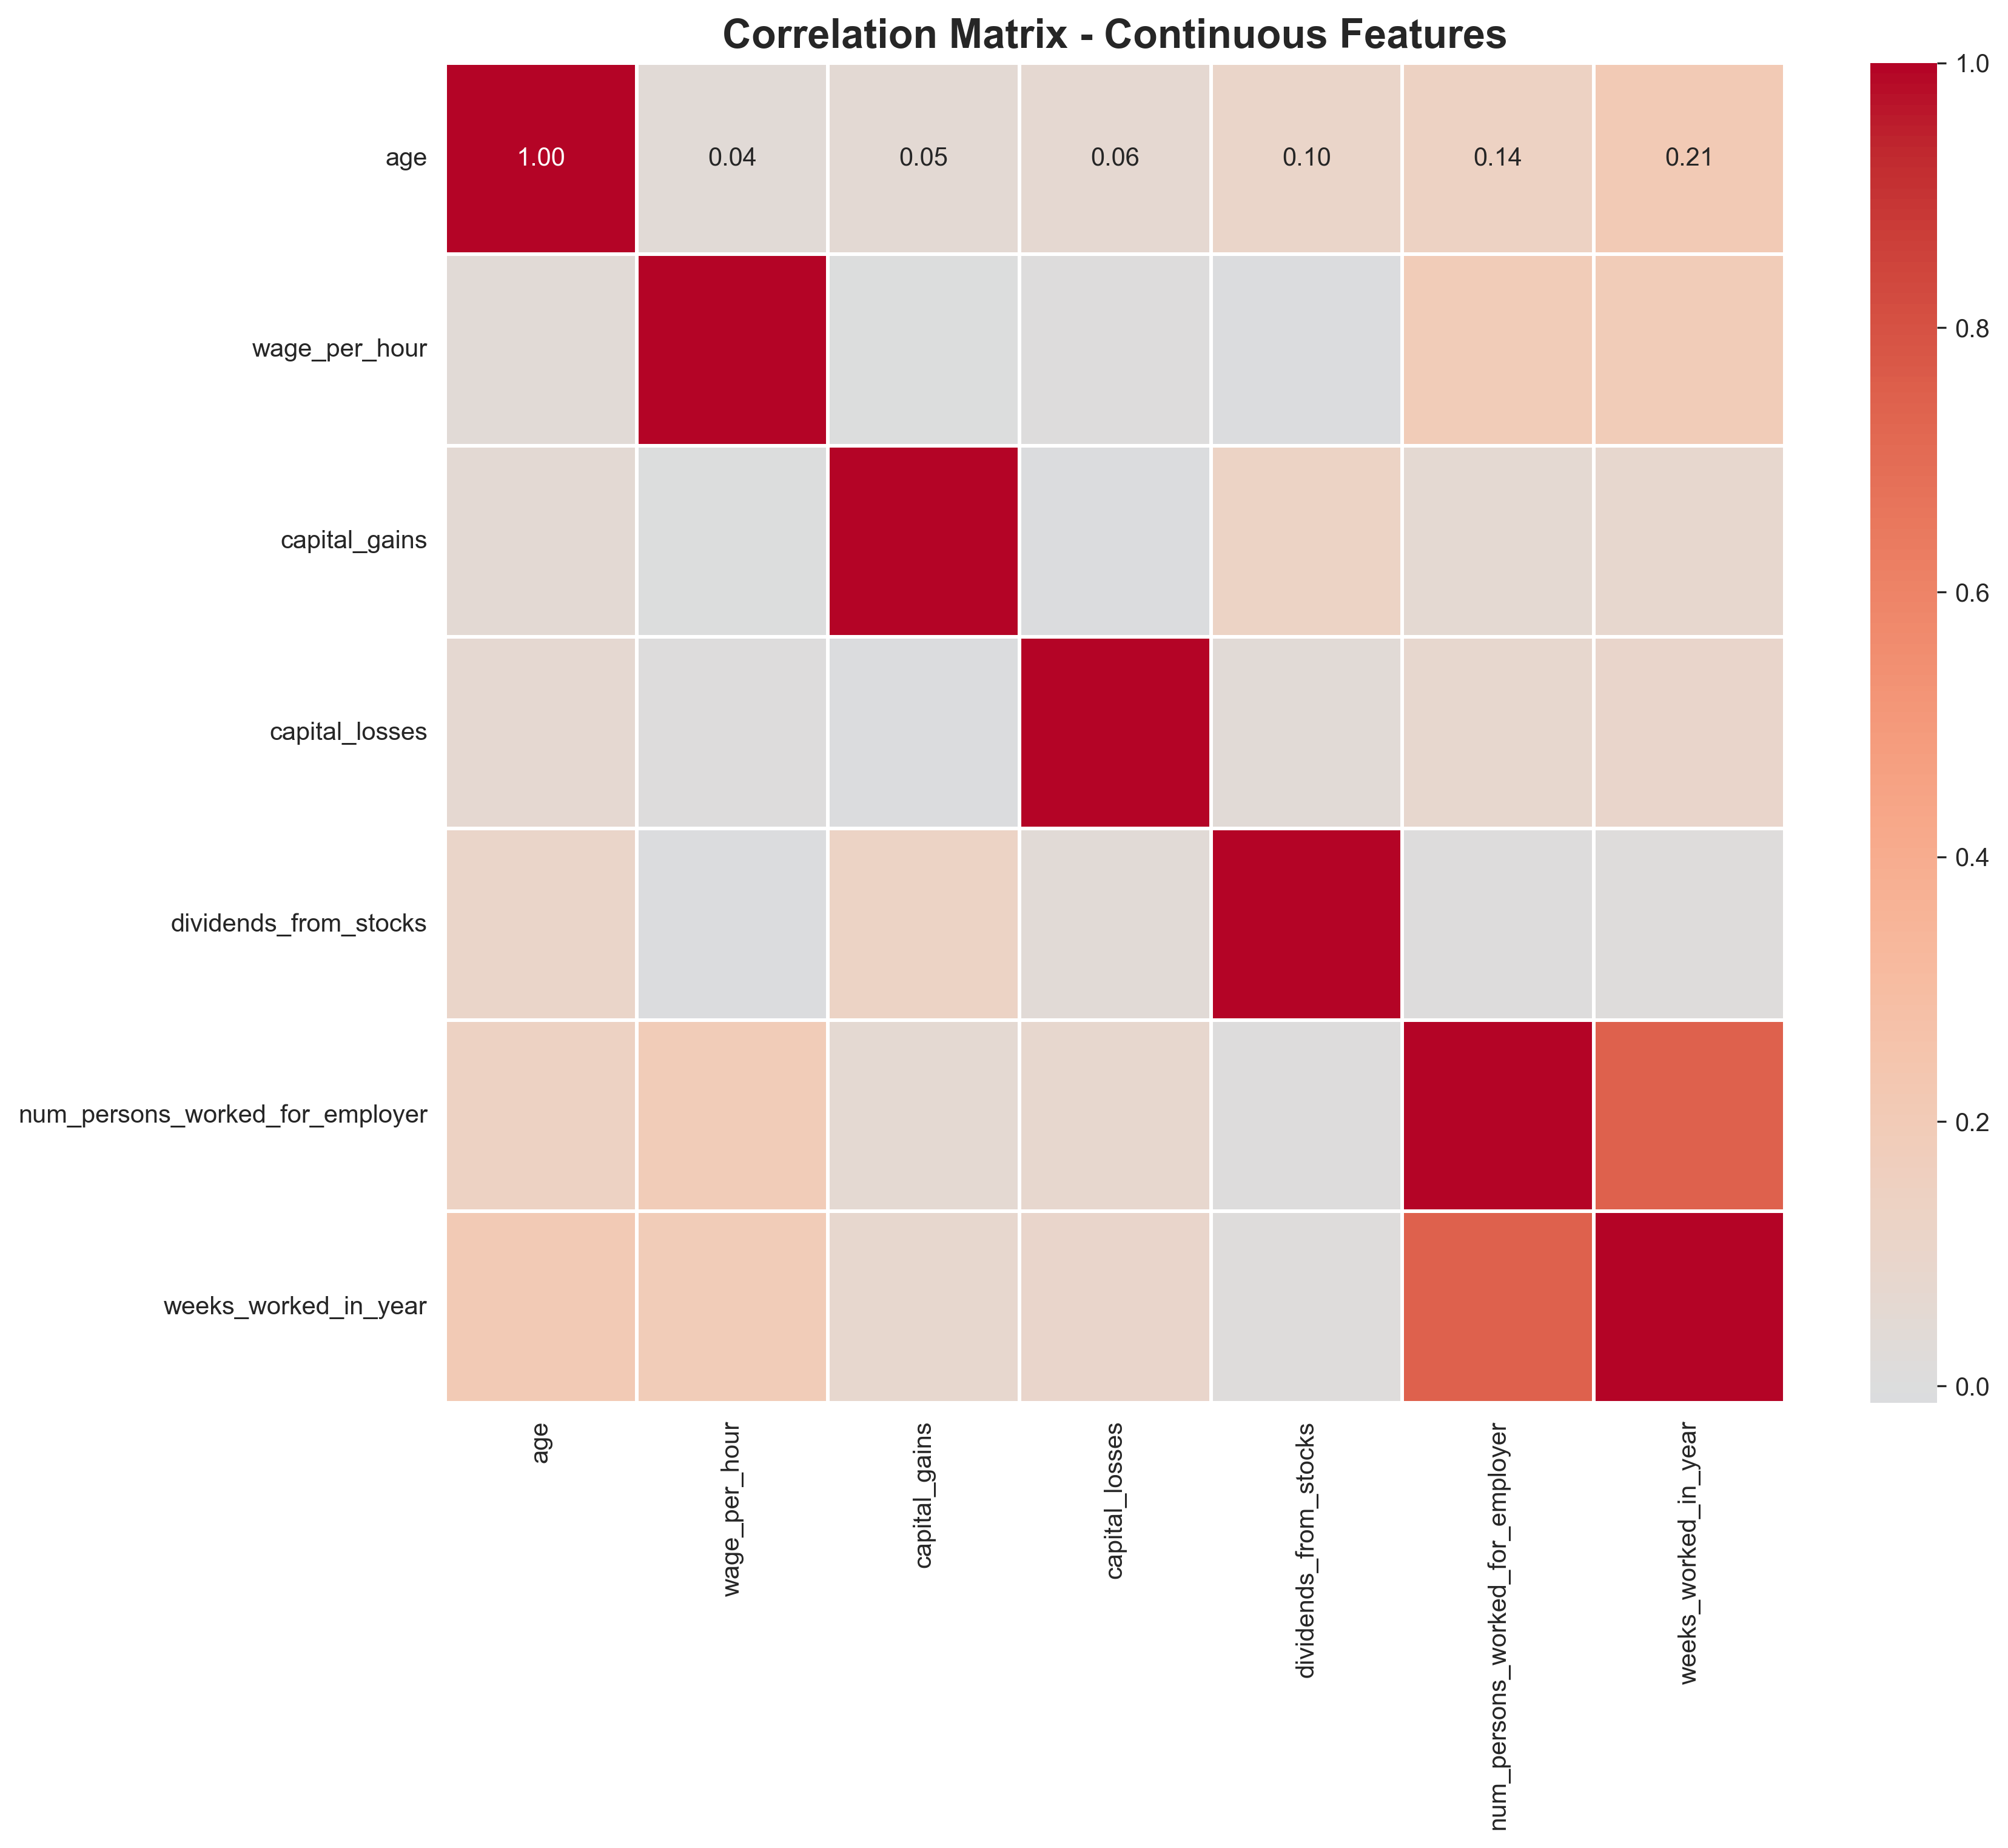 Correlation Matrix - Continuous Features
age
1.00 0.04 0.05 0.06 0.10 0.14 0.21
wage_per_hour
capital_gains
capital_losses
dividends_from_stocks
num_persons_worked_for_employer
weeks_worked_in_year
age
wage_per_hour
capital_gains
capital_losses
dividends_from_stocks
num_persons_worked_for_employer
weeks_worked_in_year
1.0
0.8
0.6
0.4
0.2
0.0